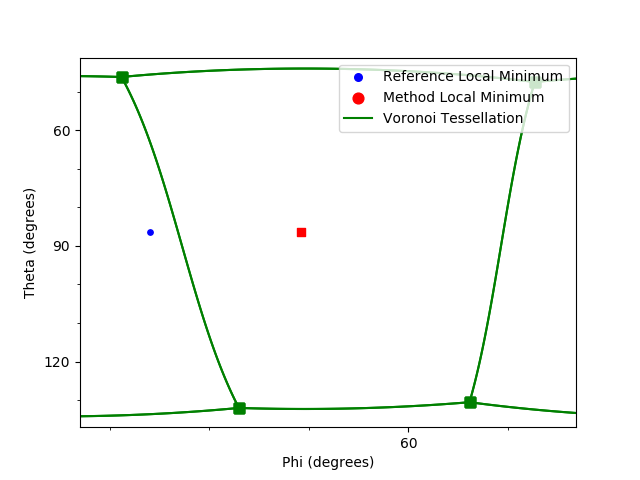 Reference Local Minimum
Method Local Minimum
Voronoi Tessellation
60
90
120
Theta (degrees)
60
Phi (degrees)